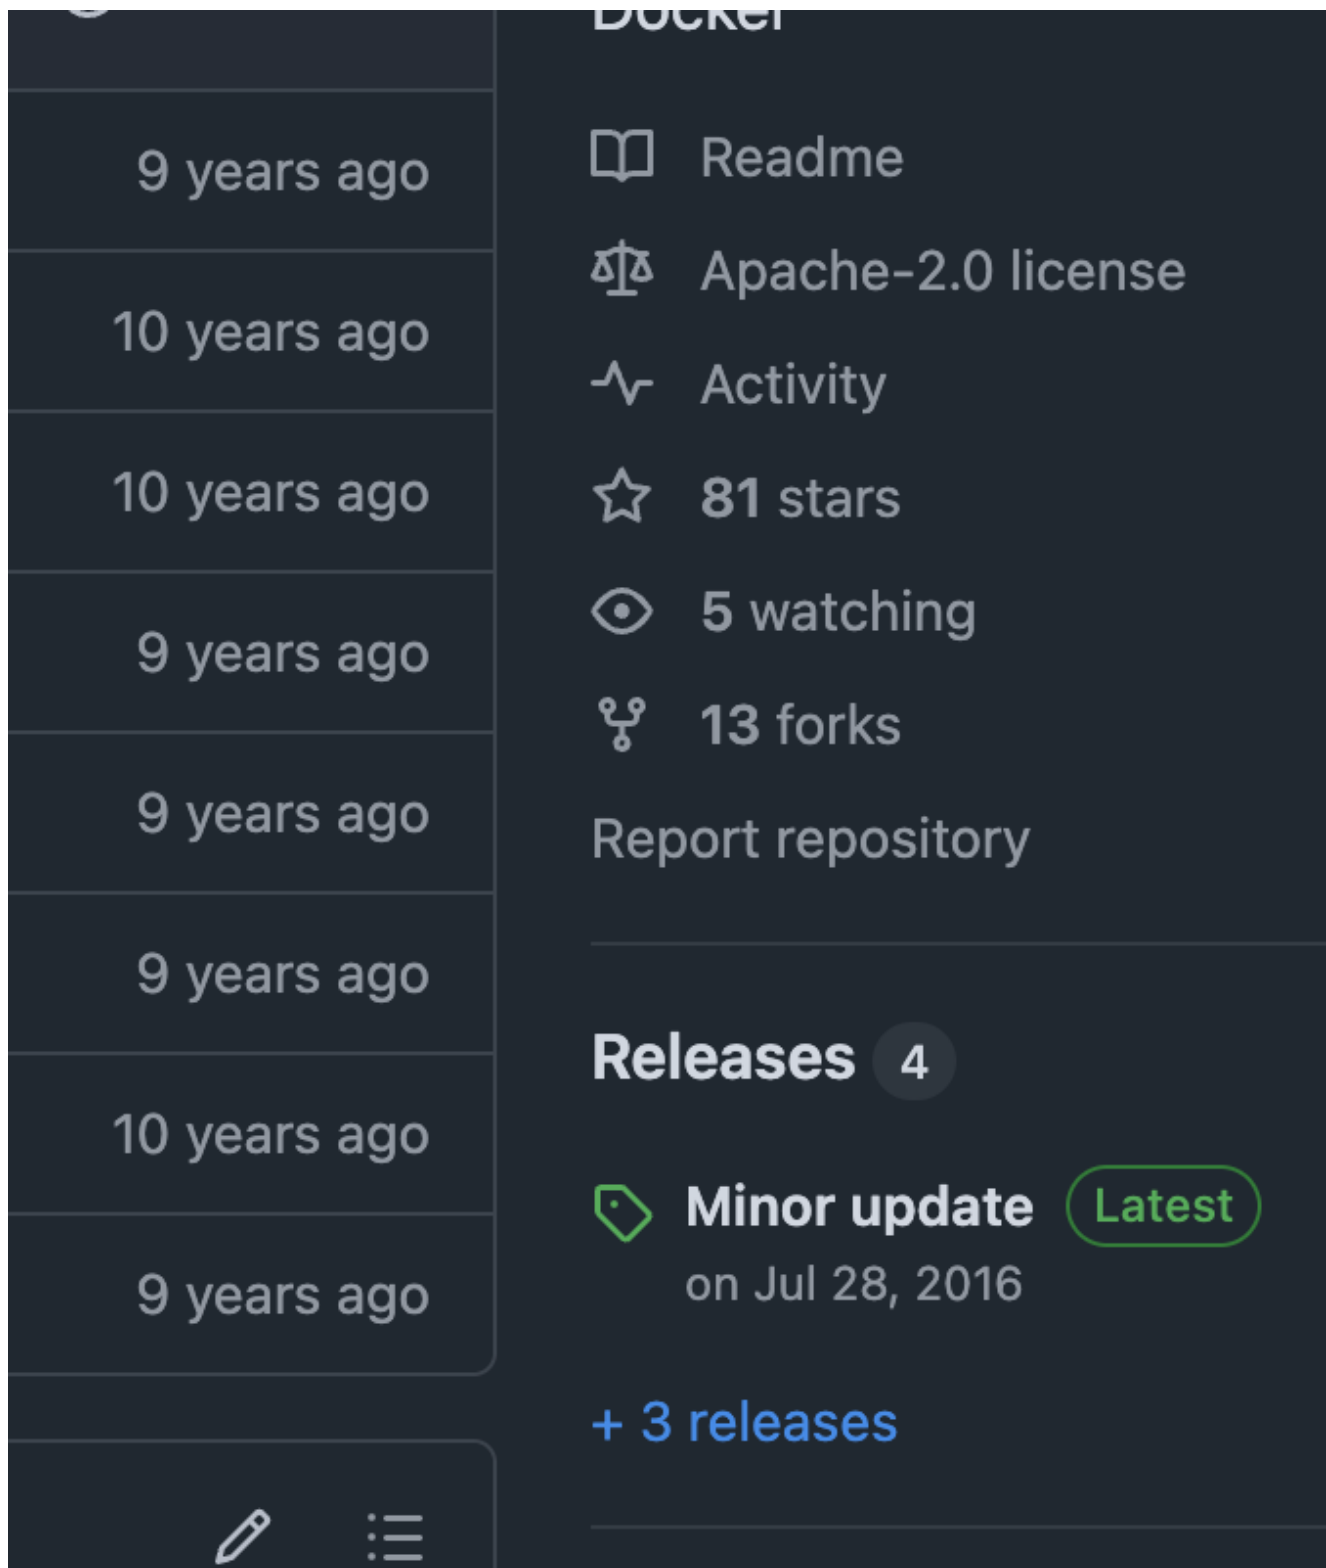 9 years ago
10 years ago
10 years ago
9 years ago
9 years ago
9 years ago
10 years ago
9 years ago
Docker
Readme
Apache-2.0 license
Activity
81 stars
5 watching
13 forks
Report repository
Releases 4
Minor update Latest
on Jul 28, 2016
+ 3 releases